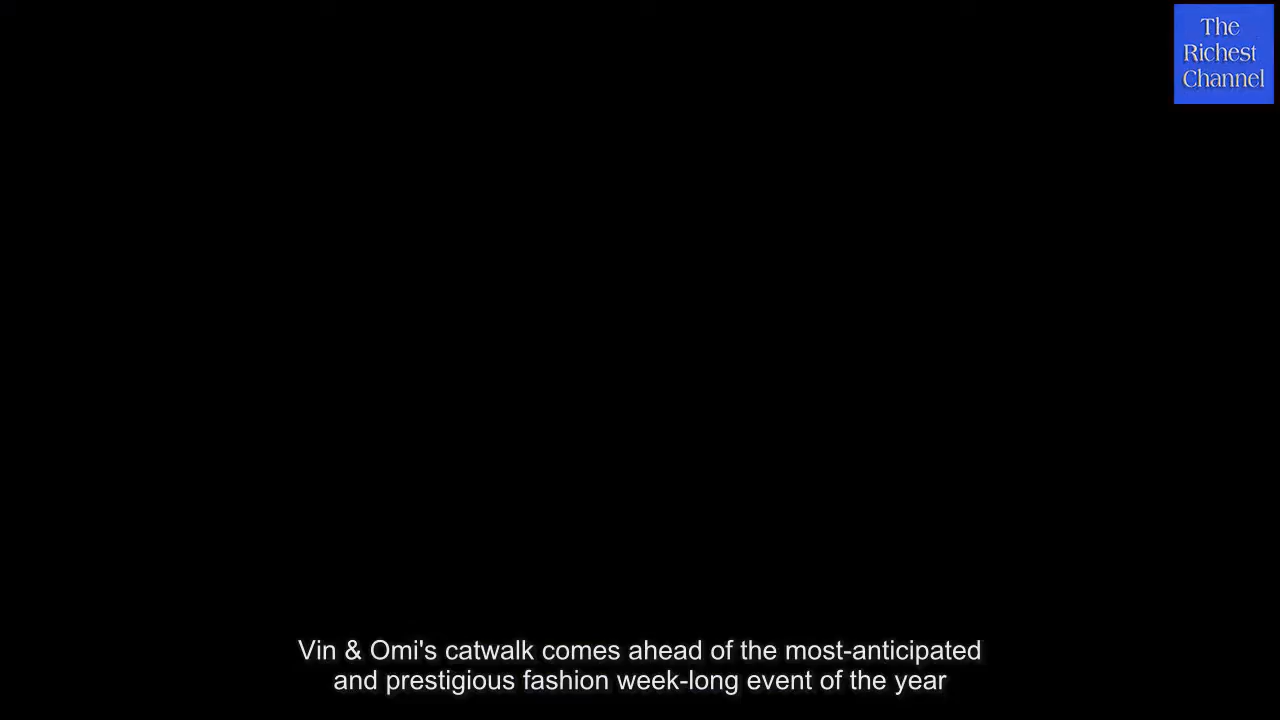 The
Richest
Channel
Vin & Omi's catwalk comes ahead of the most-anticipated
and prestigious fashion week-long event of the year